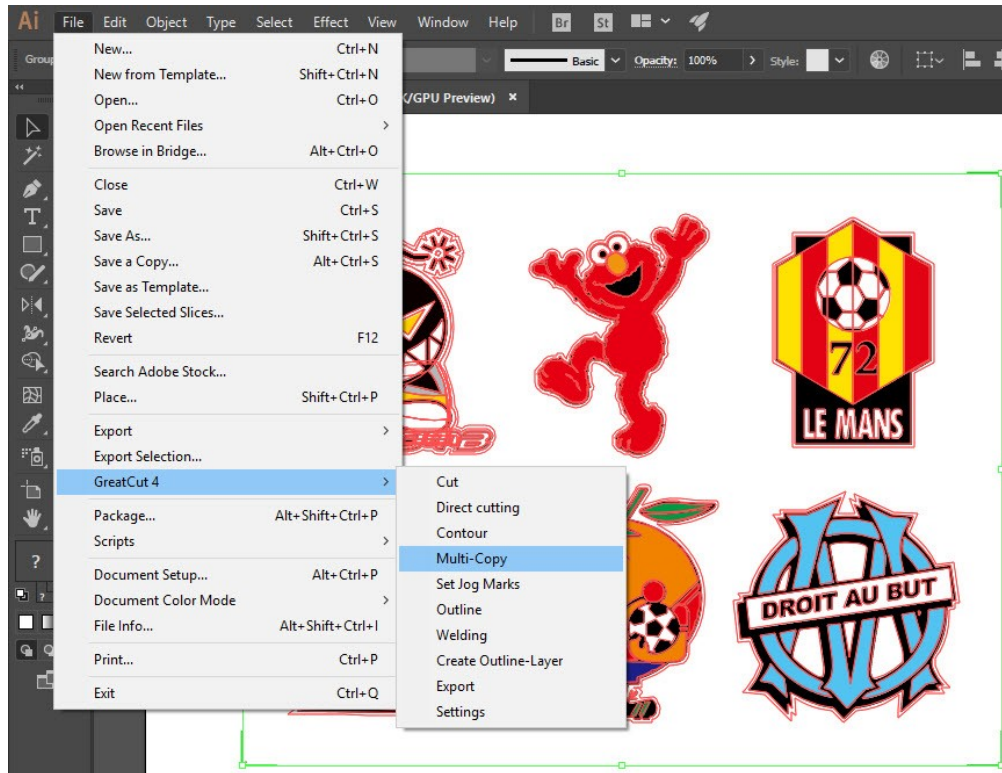 Ai File Edit Object Type Select Effect View Window Help Br St
Group Basic Opacity: 100% Style:
/GPU Preview) ×
New... Ctrl+N
New from Template... Shift+Ctrl+N
Open... Ctrl+O
Open Recent Files
Browse in Bridge... Alt+Ctrl+O
Close Ctrl+W
Save Ctrl+S
Save As... Shift+Ctrl+S
Save a Copy... Alt+Ctrl+S
Save as Template...
Save Selected Slices...
Revert F12
Search Adobe Stock...
Place... Shift+Ctrl+P
Export
Export Selection...
GreatCut 4
Package... Alt+Shift+Ctrl+P
Scripts
Document Setup... Alt+Ctrl+P
Document Color Mode
File Info... Alt+Shift+Ctrl+I
Print... Ctrl+P
Exit Ctrl+Q
Cut
Direct cutting
Contour
Multi-Copy
Set Jog Marks
Outline
Welding
Create Outline-Layer
Export
Settings
72
LE MANS
DROIT AU BUT